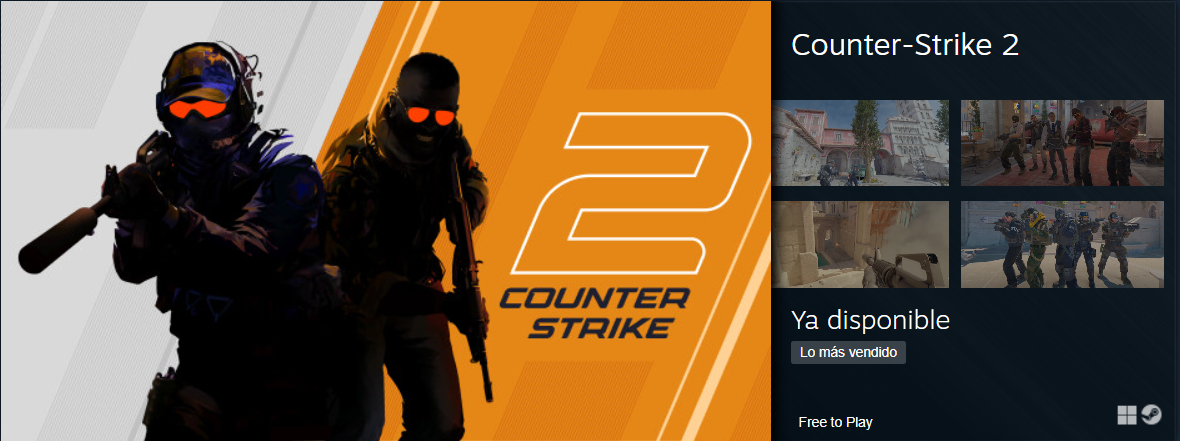 2
COUNTER
STRIKE
Counter-Strike 2
Ya disponible
Lo más vendido
Free to Play